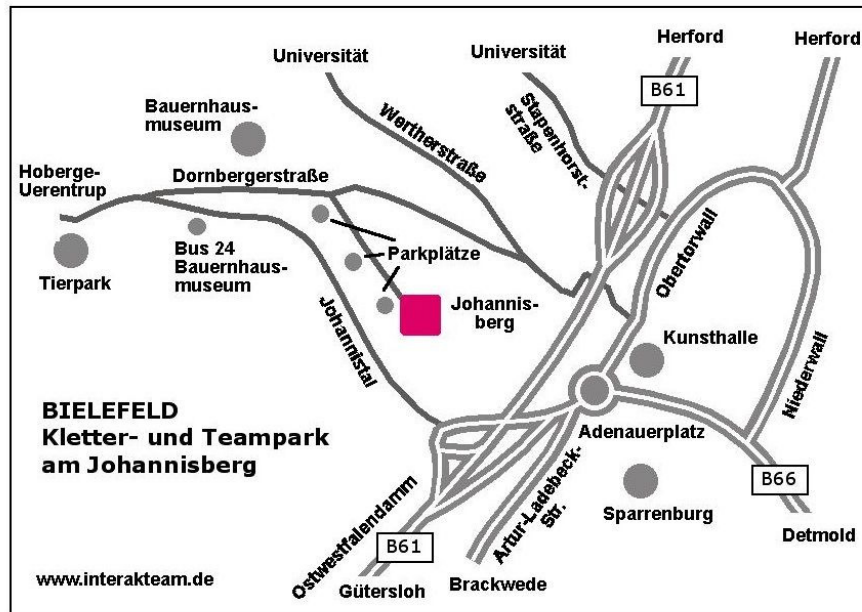 Universität
Universität
Herford
Herford
B61
Bauernhaus-
museum
Wertherstraße
Stapenhorst-
straße
Hoberge-
Uerentrup
Dornbergerstraße
Tierpark
Bus 24
Bauernhaus-
museum
Parkplätze
Johannistal
Johannis-
berg
Obertorwall
Kunsthalle
Niederwall
BIELEFELD
Kletter- und Teampark
am Johannisberg
Adenauerplatz
B66
Ostwestfalendamm
Artur-Ladebeck-
Str.
Sparrenburg
Detmold
B61
www.interakteam.de
Gütersloh
Brackwede